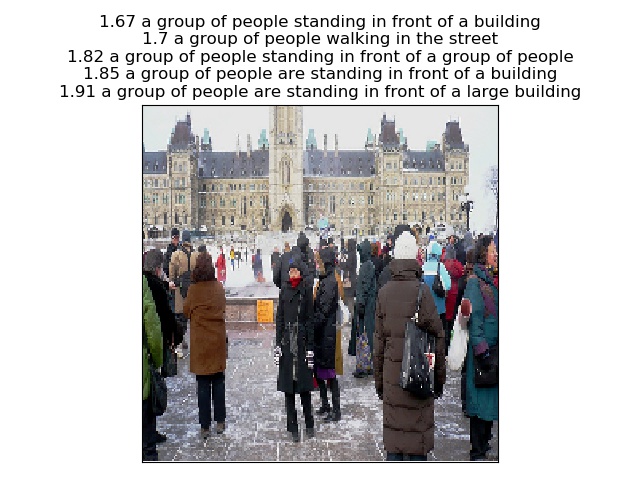 1.67 a group of people standing in front of a building
1.7 a group of people walking in the street
1.82 a group of people standing in front of a group of people
1.85 a group of people are standing in front of a building
1.91 a group of people are standing in front of a large building